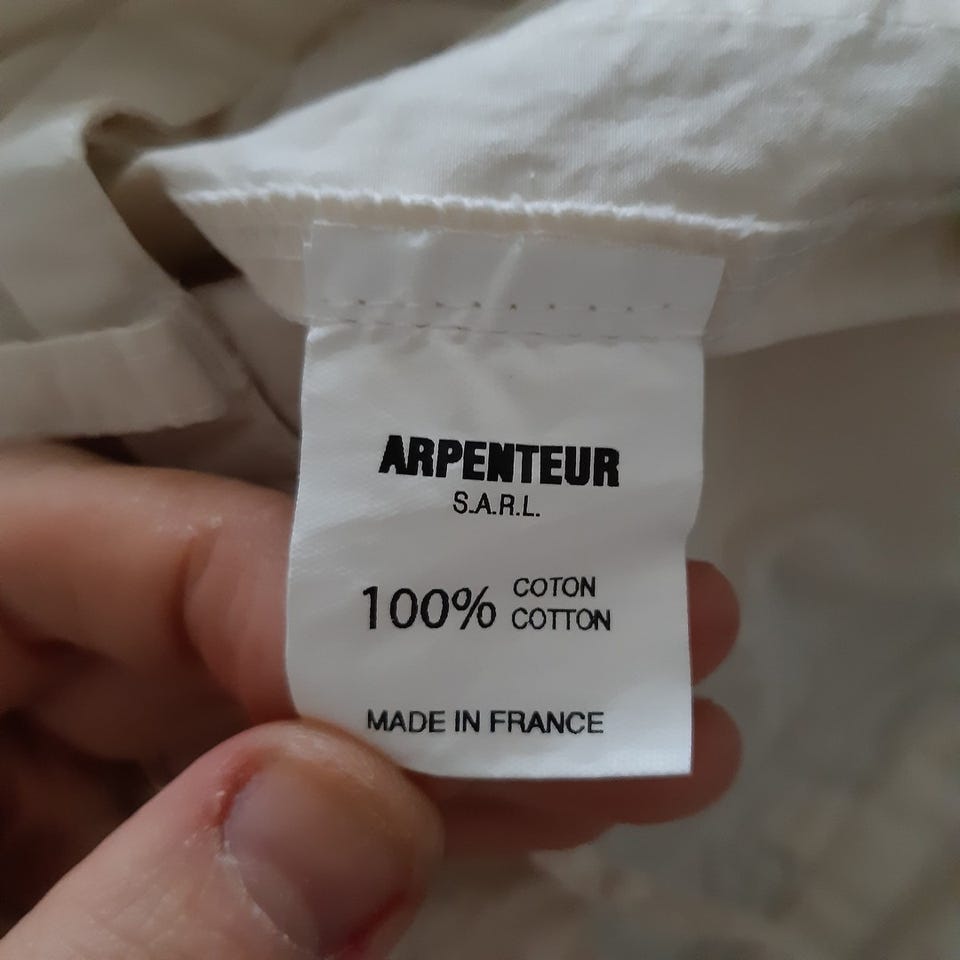 ARPENTEUR
S.A.R.L.
100% COTON
COTTON
MADE IN FRANCE